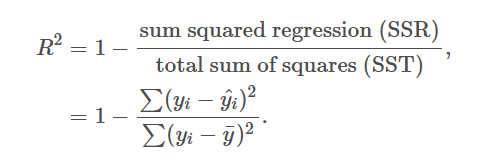 R² = 1 − sum squared regression (SSR) / total sum of squares (SST) ,
= 1 − ∑(yᵢ − ŷᵢ)² / ∑(yᵢ − ȳ)² .